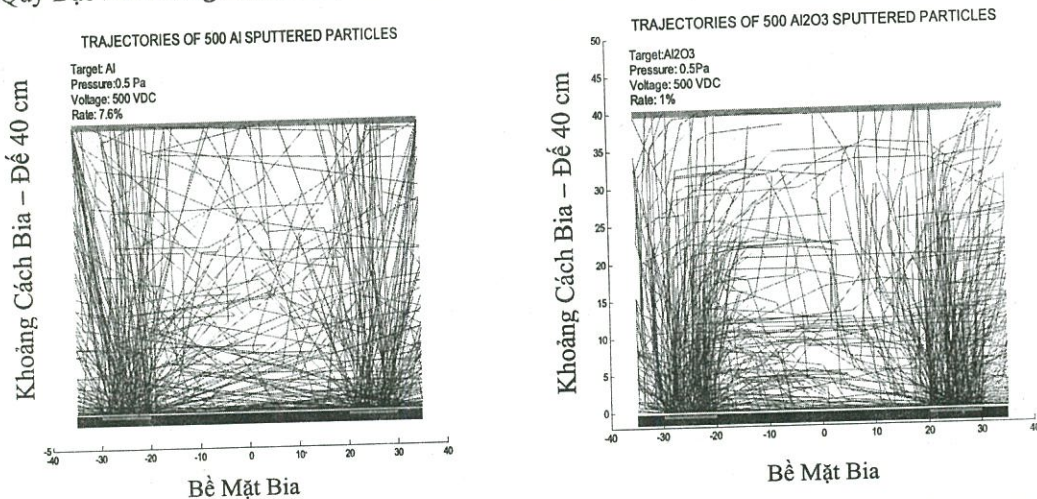 TRAJECTORIES OF 500 Al SPUTTERED PARTICLES
Target: Al
Pressure:0.5 Pa
Voltage: 500 VDC
Rate: 7.6%
Khoảng Cách Bia – Đế 40 cm
-5
-40 -30 -20 -10 0 10 20 30 40
Bề Mặt Bia
TRAJECTORIES OF 500 Al2O3 SPUTTERED PARTICLES
Target:Al2O3
Pressure: 0.5Pa
Voltage: 500 VDC
Rate: 1%
Khoảng Cách Bia – Đế 40 cm
50
45
40
35
30
25
20
15
10
5
0
-40 -30 -20 -10 0 10 20 30 40
Bề Mặt Bia